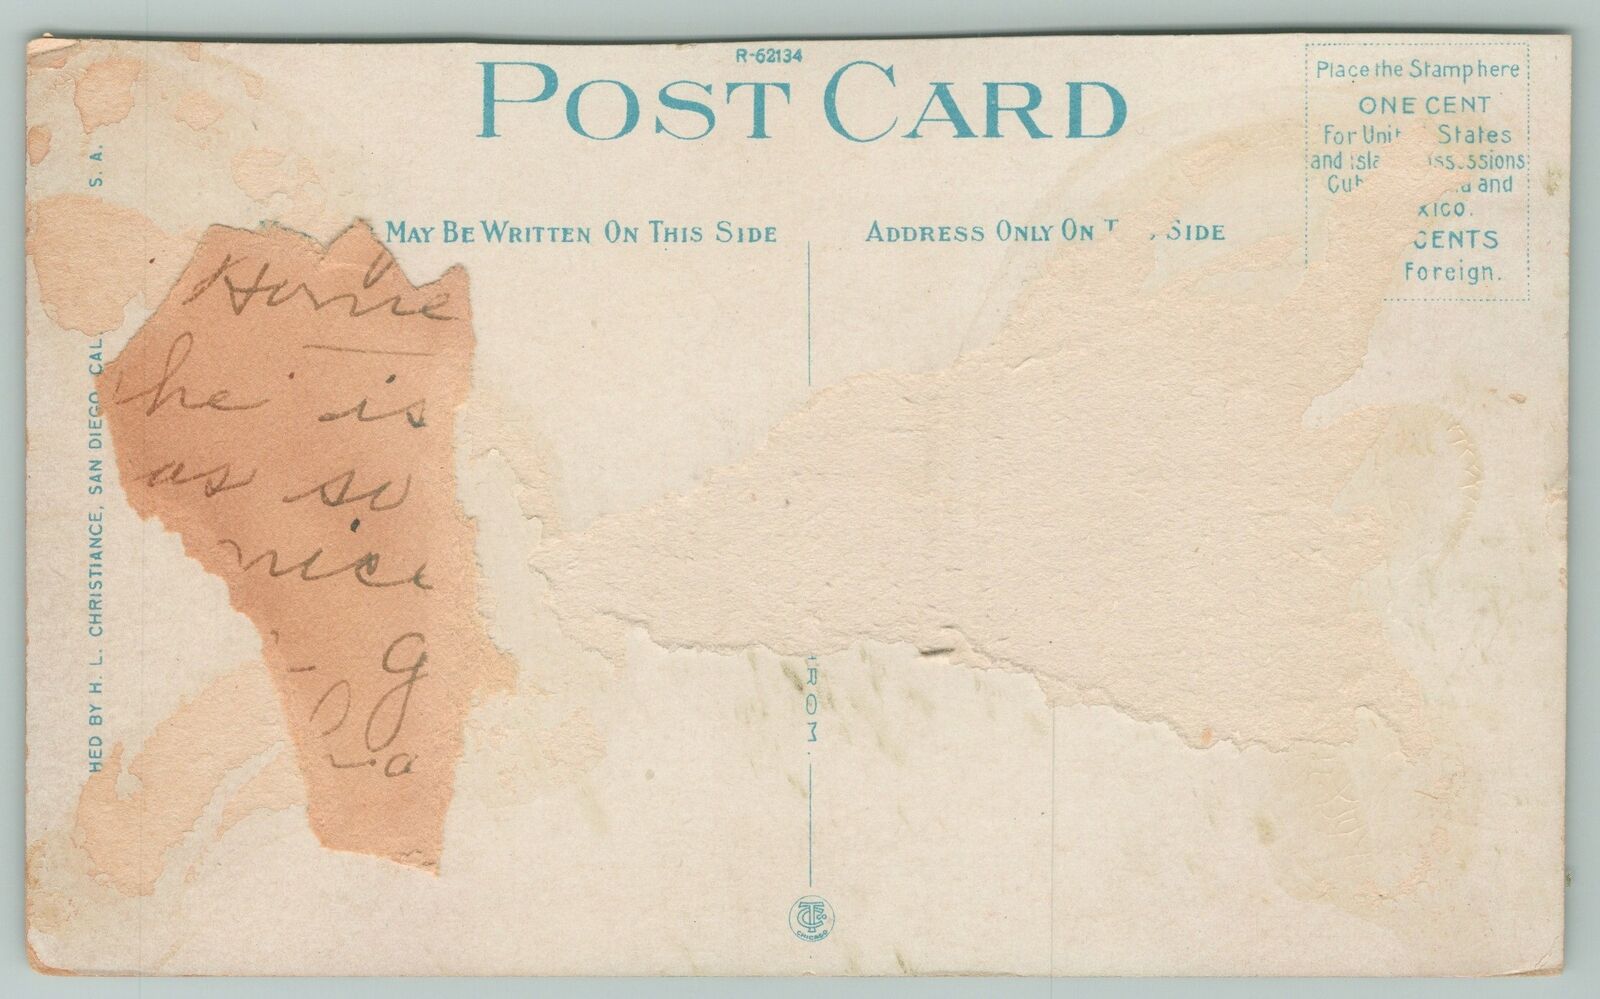 R-62134
POST CARD
Place the Stamp here
ONE CENT
For Unit States
and Isla ssessions
Cub and
xico.
CENTS
Foreign.
MAY BE WRITTEN ON THIS SIDE
ADDRESS ONLY ON T SIDE
Home
he is
as so
nice
g
HED BY H. L. CHRISTIANCE, SAN DIEGO, CAL. S. A.
ROM
CHICAGO